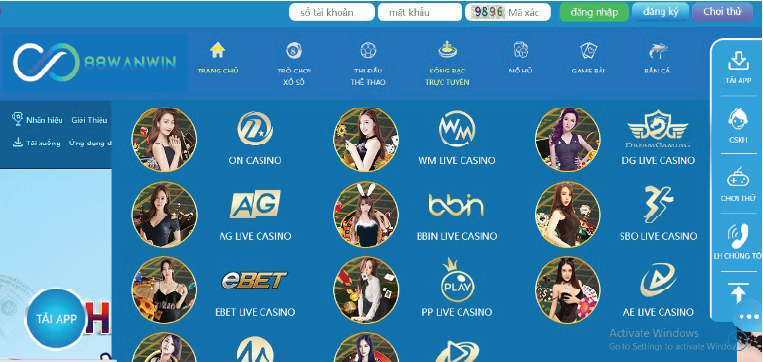 số tài khoản mật khẩu 9896 Mã xác đăng nhập đăng ký Chơi thử
88WANWIN
TRANG CHỦ
TRÒ CHƠI
XỔ SỐ
THI ĐẤU
THỂ THAO
SÒNG BẠC
TRỰC TUYẾN
NỔ HŨ
GAME BÀI
BẮN CÁ
TẢI APP
CSKH
CHƠI THỬ
LH CHÚNG TÔ
Nhãn hiệu Giới Thiệu
Tải xuống Ứng dụng d
ON CASINO
WM
WM LIVE CASINO
DREAMGAMING
DG LIVE CASINO
AG
AG LIVE CASINO
bbin
BBIN LIVE CASINO
SBO LIVE CASINO
eBET
EBET LIVE CASINO
PLAY
PP LIVE CASINO
AE LIVE CASINO
TẢI APP
H
Activate Windows
Go to Settings to activate Window